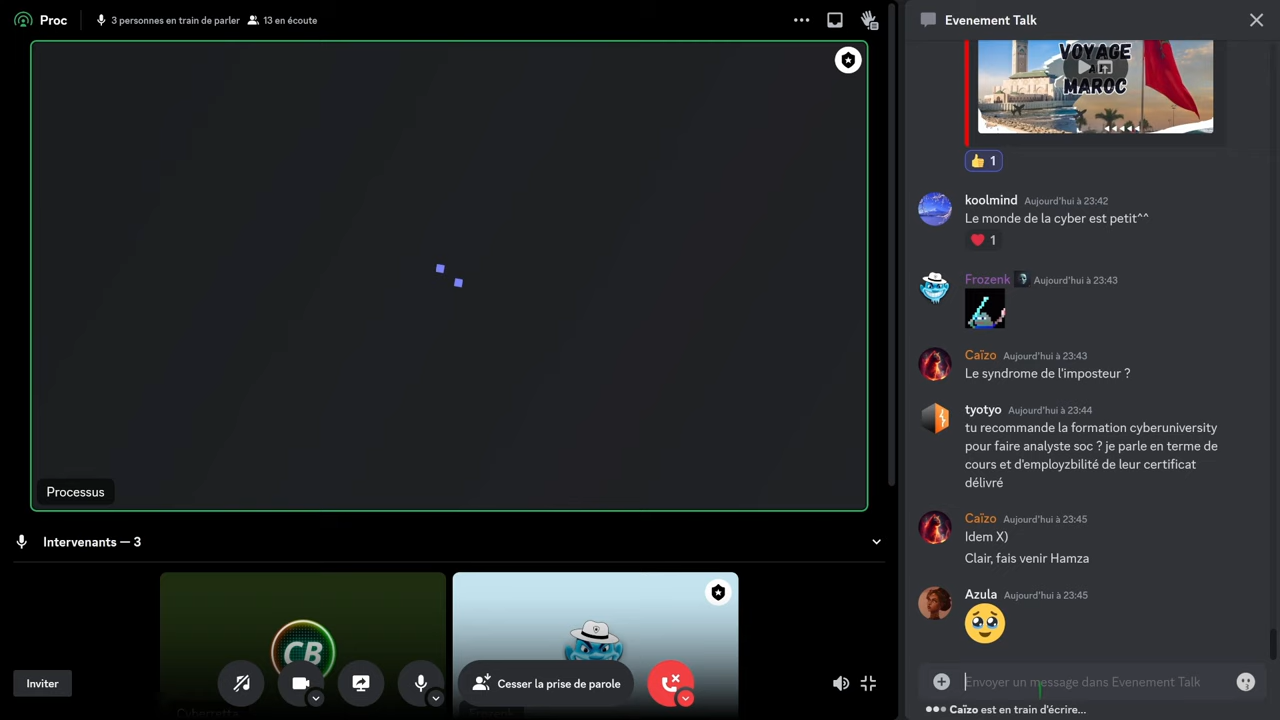 Proc
3 personnes en train de parler
13 en écoute
Evenement Talk
VOYAGE
AU
MAROC
1
koolmind Aujourd'hui à 23:42
Le monde de la cyber est petit^^
1
Frozenk Aujourd'hui à 23:43
Caïzo Aujourd'hui à 23:43
Le syndrome de l'imposteur ?
tyotyo Aujourd'hui à 23:44
tu recommande la formation cyberuniversity
pour faire analyste soc ? je parle en terme de
cours et d'employzbilité de leur certificat
délivré
Caïzo Aujourd'hui à 23:45
Idem X)
Clair, fais venir Hamza
Azula Aujourd'hui à 23:45
Envoyer un message dans Evenement Talk
Caïzo est en train d'écrire...
Processus
Intervenants — 3
CB
Inviter
Cesser la prise de parole